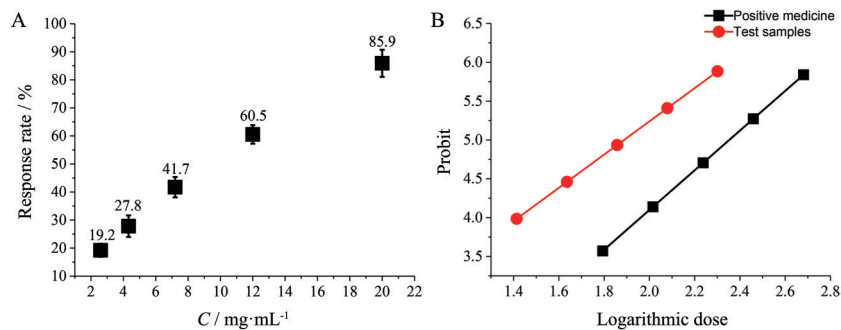 A
100
90
80
70
60
50
40
30
20
10
Response rate / %
19.2
27.8
41.7
60.5
85.9
2 4 6 8 10 12 14 16 18 20 22
C / mg·mL⁻¹
B
Positive medicine
Test samples
6.5
6.0
5.5
5.0
4.5
4.0
3.5
Probit
1.4 1.6 1.8 2.0 2.2 2.4 2.6 2.8
Logarithmic dose